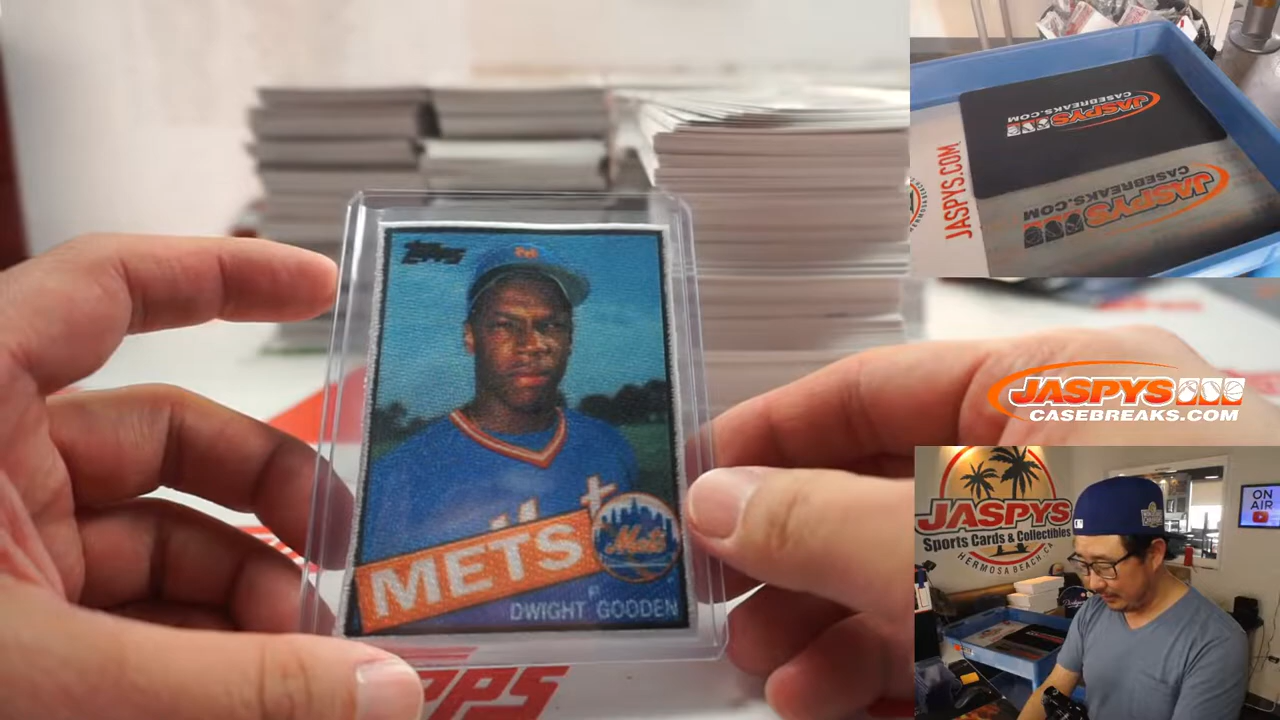 TOPPS
METS
Mets
P
DWIGHT GOODEN
JASPYS
CASEBREAKS.COM
JASPYS.COM
JASPYS
CASEBREAKS.COM
JASPYS
CASEBREAKS.COM
JASPYS
Sports Cards & Collectibles
HERMOSA BEACH, CA
ON
AIR